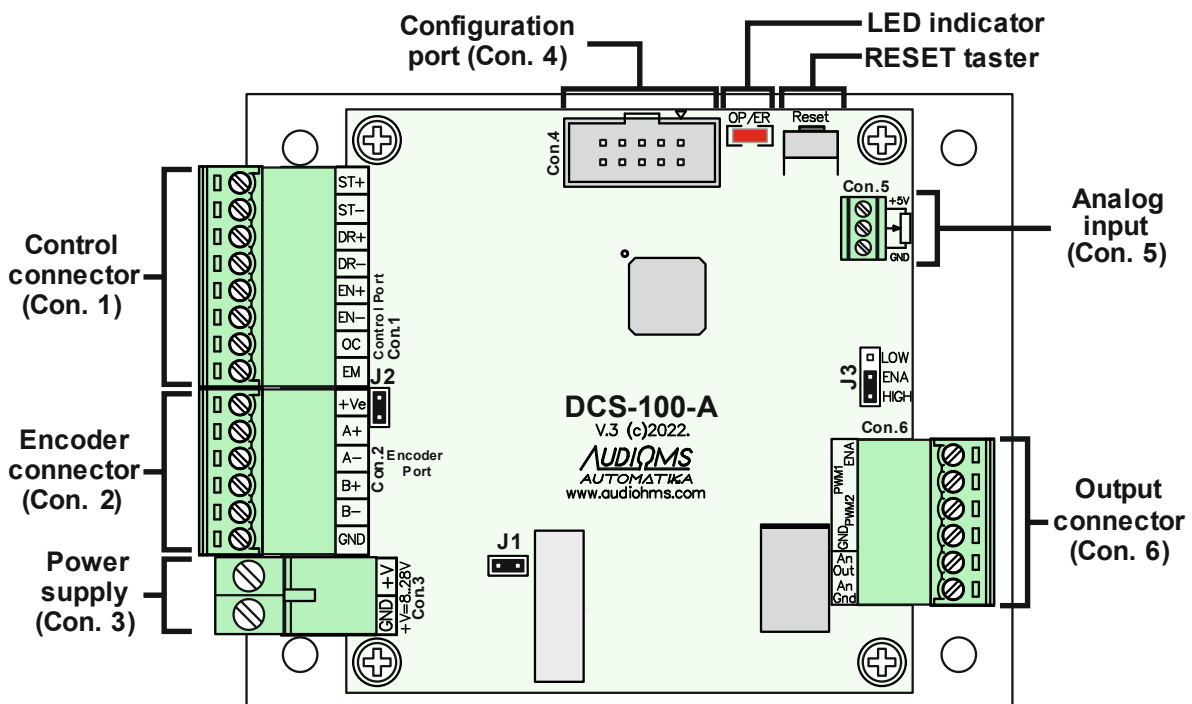 Configuration
port (Con. 4)
LED indicator
RESET taster
OP/ER
Reset
Con.4
Control
connector
(Con. 1)
ST+
ST-
DR+
DR-
EN+
EN-
OC
EM
Control Port
Con.1
Con.5
+5V
GND
Analog
input
(Con. 5)
J2
J3
LOW
ENA
HIGH
Encoder
connector
(Con. 2)
+Ve
A+
A-
B+
B-
GND
Con.2
Encoder
Port
DCS-100-A
V.3 (c)2022.
AUDIOMS
AUTOMATIKA
www.audiohms.com
Con.6
ENA
PWM1
PWM2
GND
An
Out
An
Gnd
Output
connector
(Con. 6)
Power
supply
(Con. 3)
+V
GND
+V=8..28V
Con.3
J1